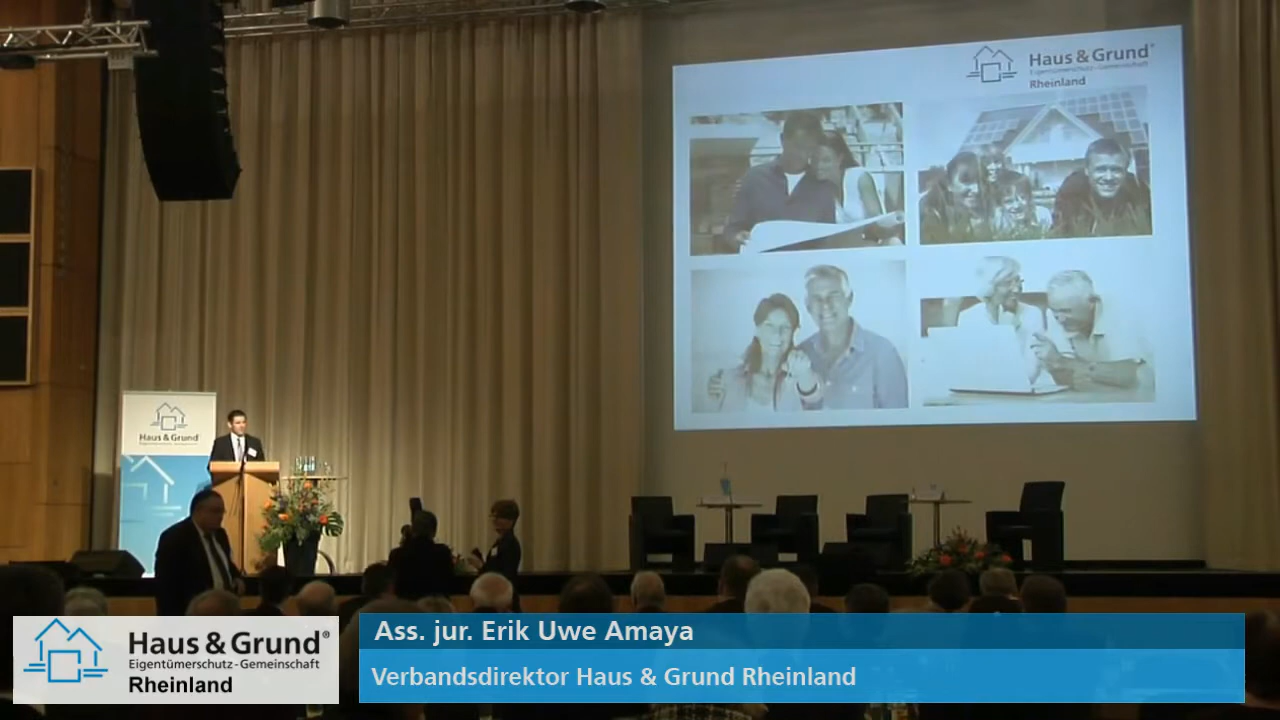 Haus & Grund®
Eigentümerschutz-Gemeinschaft
Rheinland
Haus & Grund®
Haus & Grund®
Eigentümerschutz-Gemeinschaft
Rheinland
Ass. jur. Erik Uwe Amaya
Verbandsdirektor Haus & Grund Rheinland